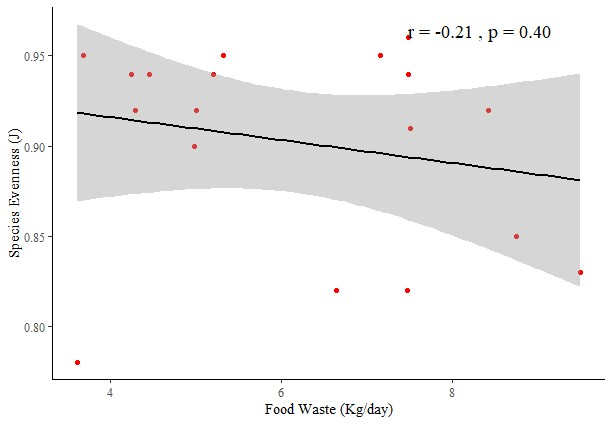 r = -0.21 , p = 0.40
0.95
0.90
0.85
0.80
Species Evenness (J)
4 6 8
Food Waste (Kg/day)